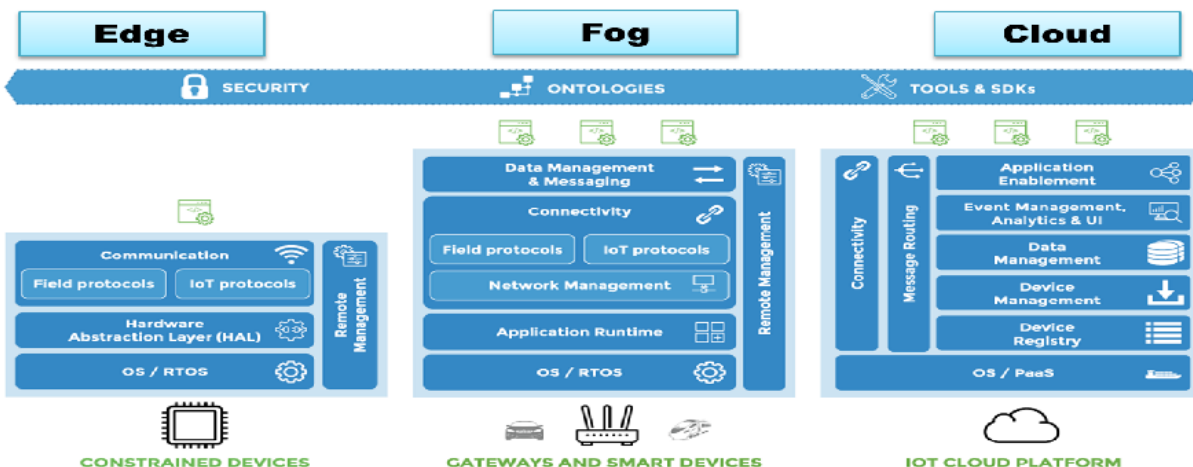 Edge
Fog
Cloud
SECURITY
ONTOLOGIES
TOOLS & SDKs
Communication
Field protocols
IoT protocols
Hardware
Abstraction Layer (HAL)
OS / RTOS
Remote
Management
CONSTRAINED DEVICES
Data Management
& Messaging
Connectivity
Field protocols
IoT protocols
Network Management
Application Runtime
OS / RTOS
Remote Management
GATEWAYS AND SMART DEVICES
Connectivity
Message Routing
Application
Enablement
Event Management,
Analytics & UI
Data
Management
Device
Management
Device
Registry
OS / PaaS
IOT CLOUD PLATFORM